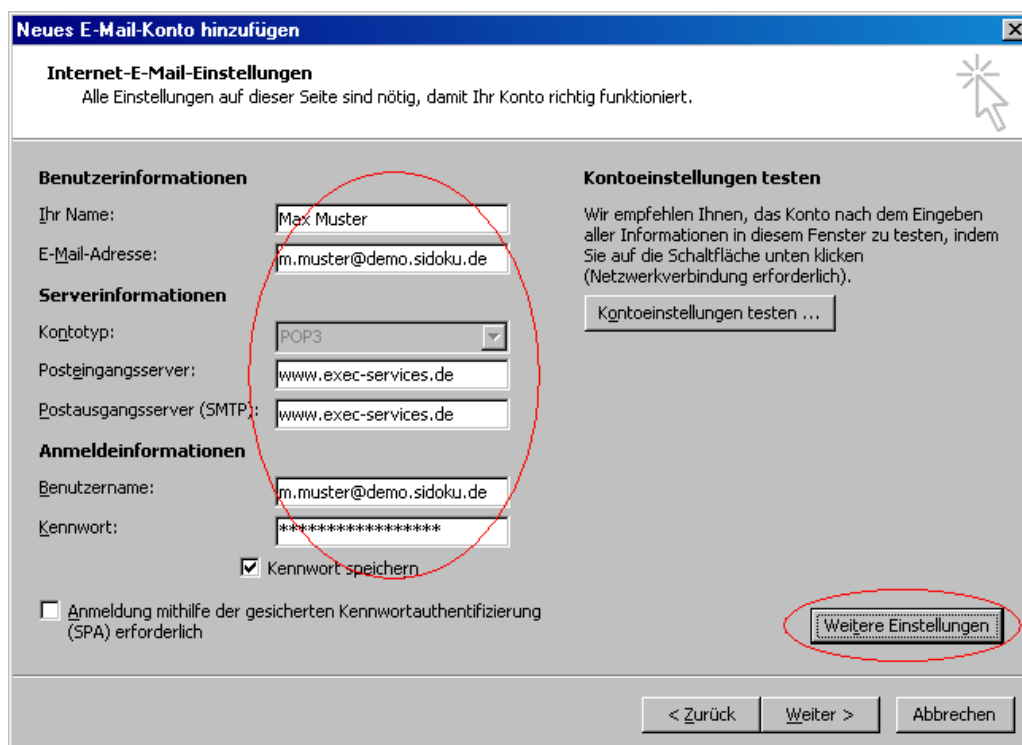 Neues E-Mail-Konto hinzufügen
Internet-E-Mail-Einstellungen
Alle Einstellungen auf dieser Seite sind nötig, damit Ihr Konto richtig funktioniert.
Benutzerinformationen
Ihr Name: Max Muster
E-Mail-Adresse: m.muster@demo.sidoku.de
Serverinformationen
Kontotyp: POP3
Posteingangsserver: www.exec-services.de
Postausgangsserver (SMTP): www.exec-services.de
Anmeldeinformationen
Benutzername: m.muster@demo.sidoku.de
Kennwort: *****************
Kennwort speichern
Anmeldung mithilfe der gesicherten Kennwortauthentifizierung
(SPA) erforderlich
Kontoeinstellungen testen
Wir empfehlen Ihnen, das Konto nach dem Eingeben
aller Informationen in diesem Fenster zu testen, indem
Sie auf die Schaltfläche unten klicken
(Netzwerkverbindung erforderlich).
Kontoeinstellungen testen ...
Weitere Einstellungen
< Zurück Weiter > Abbrechen